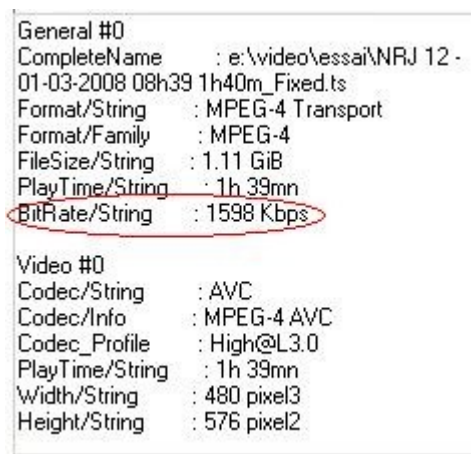 General #0
CompleteName : e:\video\essai\NRJ 12 -
01-03-2008 08h39 1h40m_Fixed.ts
Format/String : MPEG-4 Transport
Format/Family : MPEG-4
FileSize/String : 1.11 GiB
PlayTime/String : 1h 39mn
BitRate/String : 1598 Kbps
Video #0
Codec/String : AVC
Codec/Info : MPEG-4 AVC
Codec_Profile : High@L3.0
PlayTime/String : 1h 39mn
Width/String : 480 pixel3
Height/String : 576 pixel2